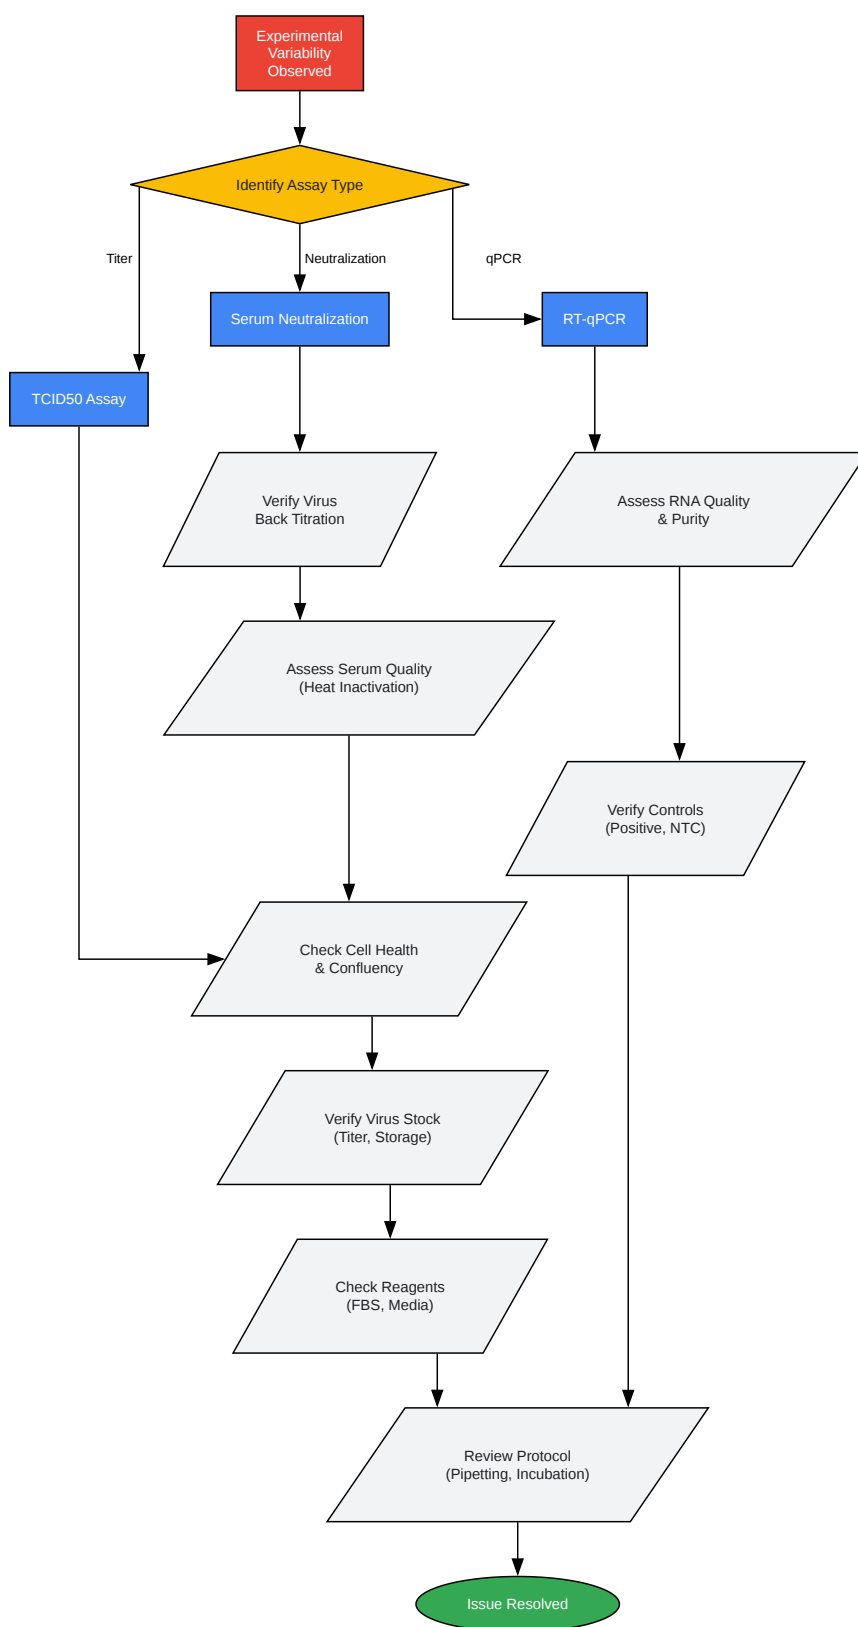 Experimental
Variability
Observed
Identify Assay Type
Titer
Neutralization
qPCR
Serum Neutralization
RT-qPCR
TCID50 Assay
Verify Virus
Back Titration
Assess RNA Quality
& Purity
Assess Serum Quality
(Heat Inactivation)
Verify Controls
(Positive, NTC)
Check Cell Health
& Confluency
Verify Virus Stock
(Titer, Storage)
Check Reagents
(FBS, Media)
Review Protocol
(Pipetting, Incubation)
Issue Resolved